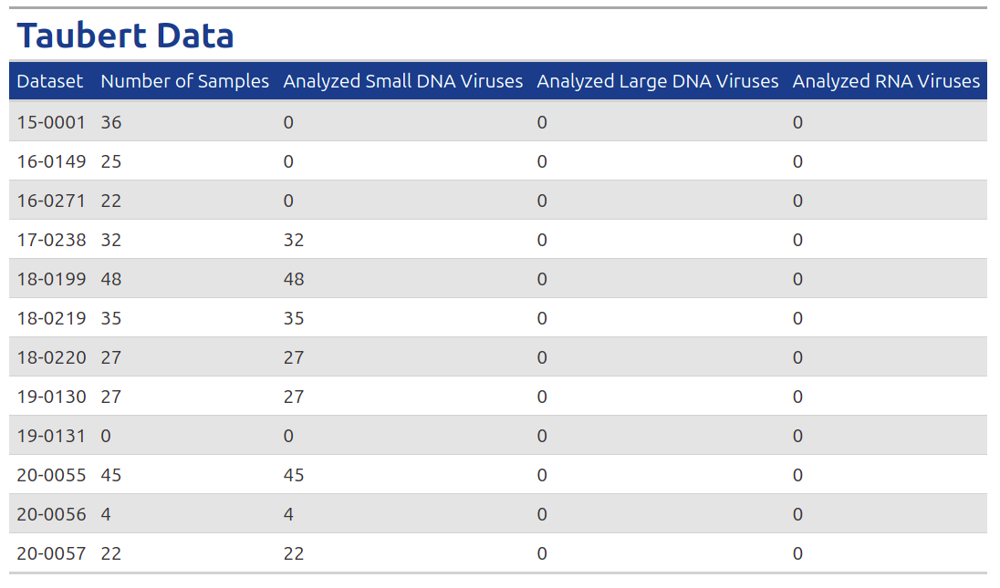 Taubert Data
Dataset Number of Samples Analyzed Small DNA Viruses Analyzed Large DNA Viruses Analyzed RNA Viruses
15-0001 36 0 0 0
16-0149 25 0 0 0
16-0271 22 0 0 0
17-0238 32 32 0 0
18-0199 48 48 0 0
18-0219 35 35 0 0
18-0220 27 27 0 0
19-0130 27 27 0 0
19-0131 0 0 0 0
20-0055 45 45 0 0
20-0056 4 4 0 0
20-0057 22 22 0 0